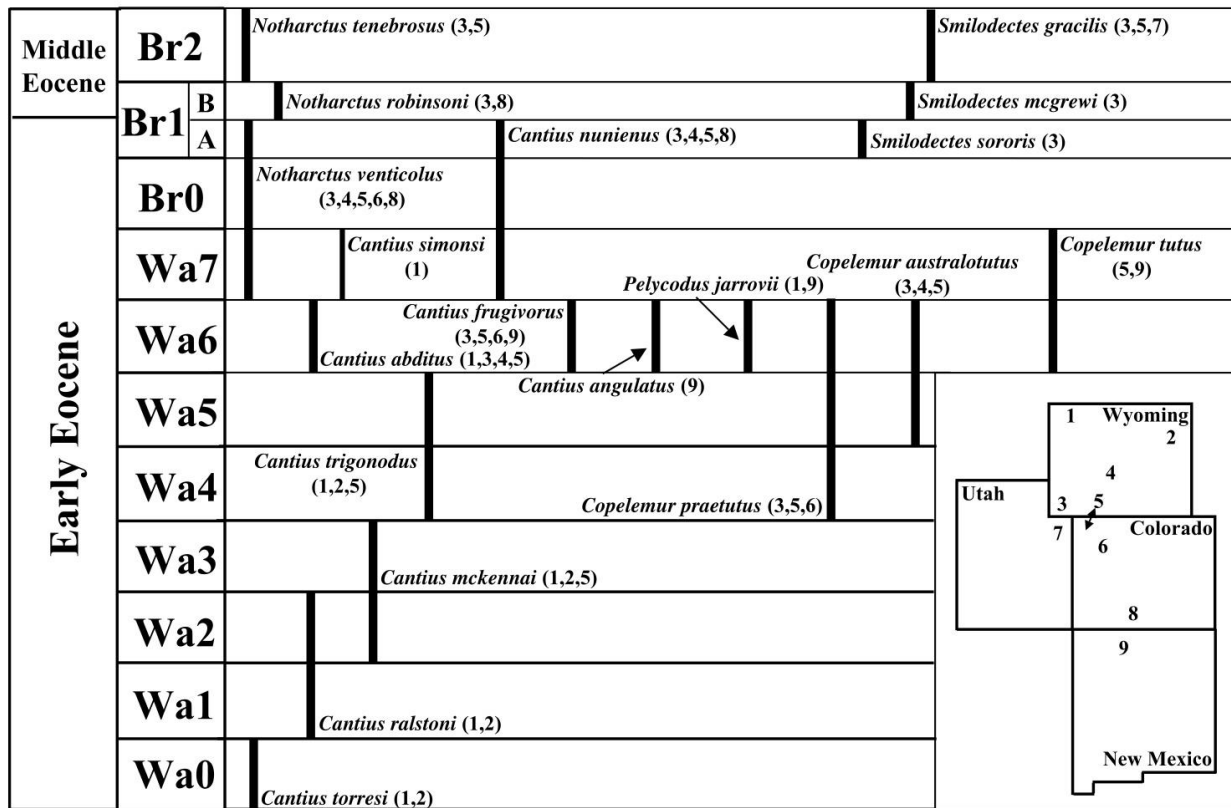 Middle
Eocene
Br2
Notharctus tenebrosus (3,5)
Smilodectes gracilis (3,5,7)
Br1
B
Notharctus robinsoni (3,8)
Smilodectes mcgrewi (3)
A
Cantius nunienus (3,4,5,8)
Smilodectes sororis (3)
Early Eocene
Br0
Notharctus venticolus
(3,4,5,6,8)
Wa7
Cantius simonsi
(1)
Copelemur tutus
(5,9)
Copelemur australotutus
(3,4,5)
Pelycodus jarrovii (1,9)
Wa6
Cantius frugivorus
(3,5,6,9)
Cantius abditus (1,3,4,5)
Cantius angulatus (9)
Wa5
Wa4
Cantius trigonodus
(1,2,5)
Copelemur praetutus (3,5,6)
Wa3
Cantius mckennai (1,2,5)
Wa2
Wa1
Cantius ralstoni (1,2)
Wa0
Cantius torresi (1,2)
1
Wyoming
2
4
Utah
3
5
7
Colorado
6
8
9
New Mexico